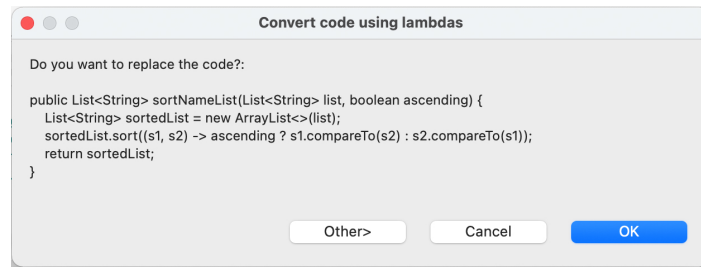 Convert code using lambdas
Do you want to replace the code?:
public List<String> sortNameList(List<String> list, boolean ascending) {
    List<String> sortedList = new ArrayList<>(list);
    sortedList.sort((s1, s2) -> ascending ? s1.compareTo(s2) : s2.compareTo(s1));
    return sortedList;
}
Other>
Cancel
OK